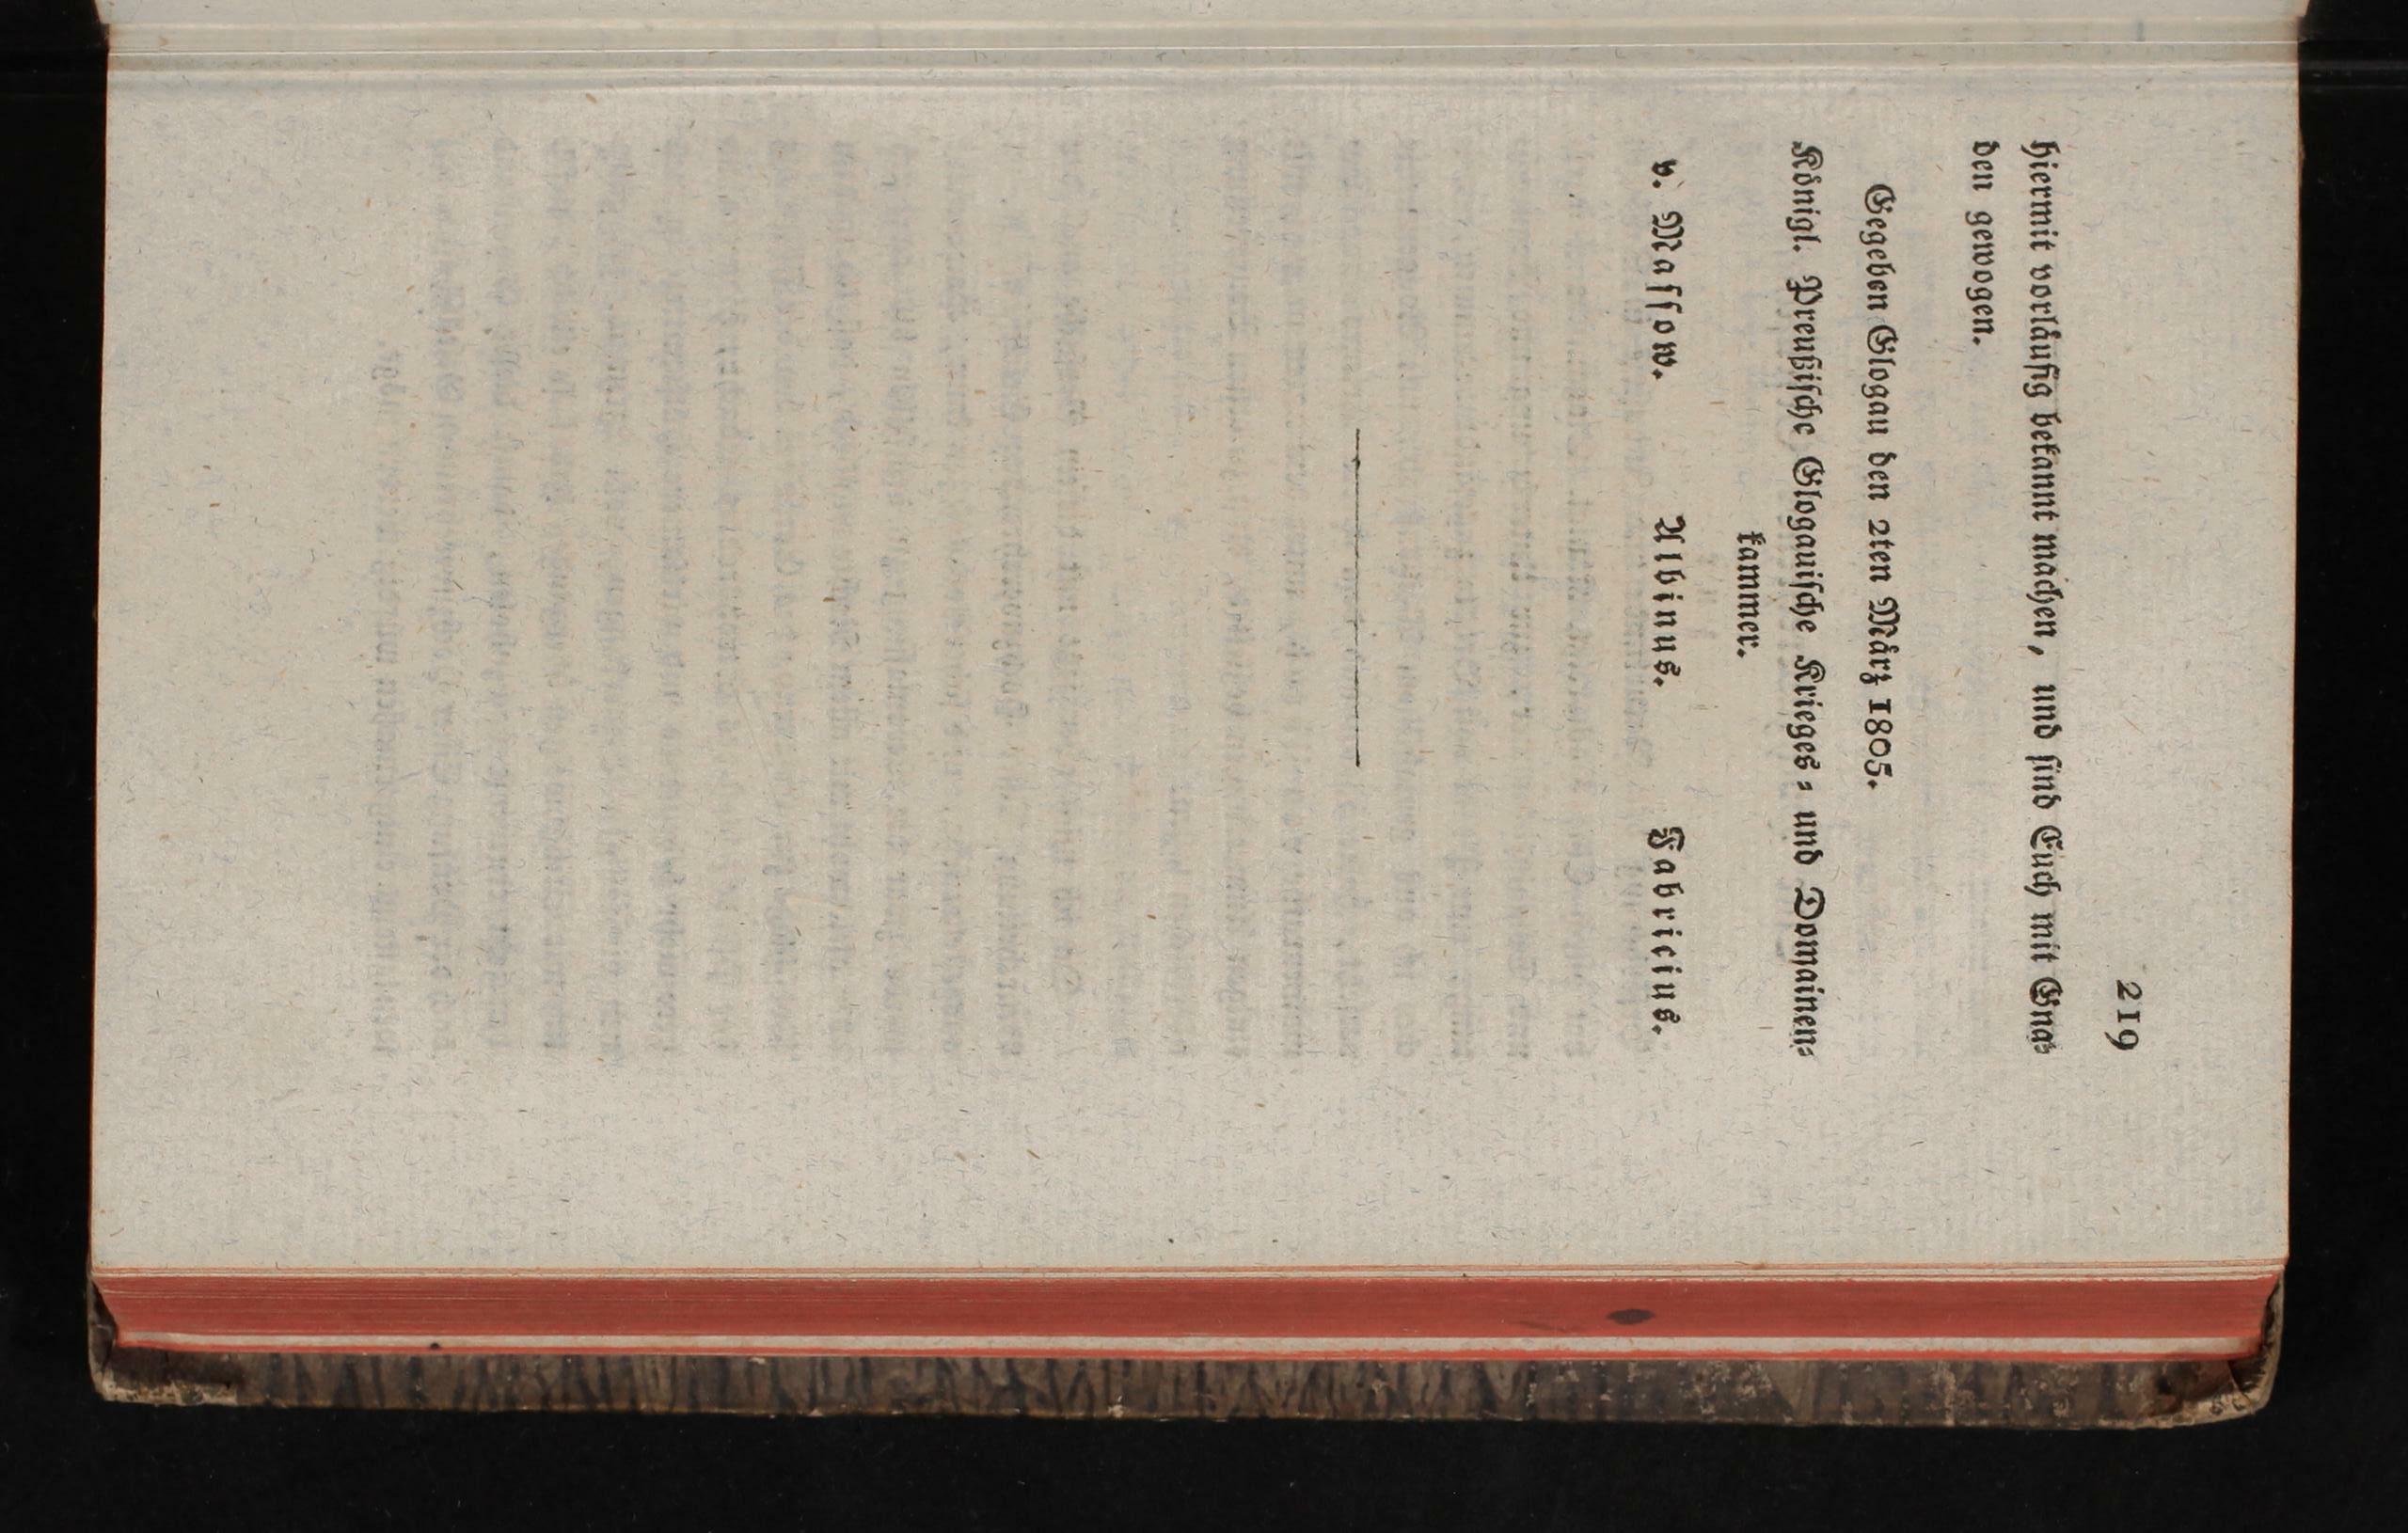 219
hiermit vorläufig bekannt machen, und sind Euch mit Gna-
den gewogen.
Gegeben Glogau den 2ten März 1805.
Königl. Preußische Glogauische Krieges- und Domainen-
kammer.
v. Massow. Albinus. Fabricius.